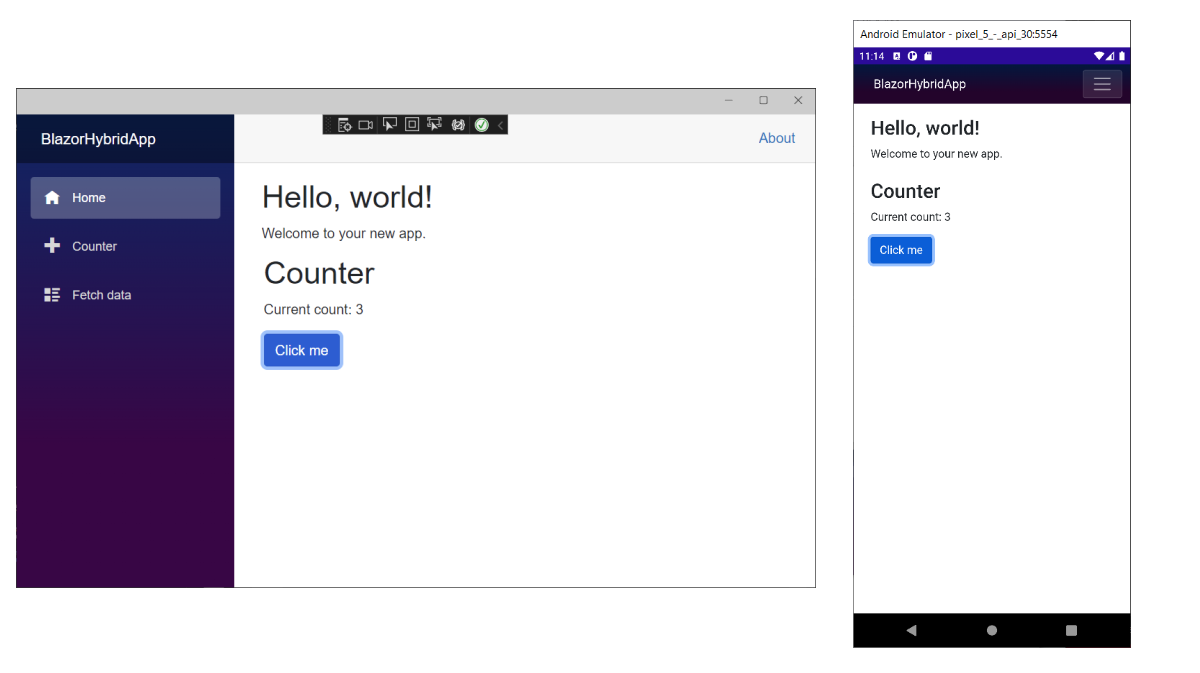 BlazorHybridApp
About
Home
Counter
Fetch data
Hello, world!
Welcome to your new app.
Counter
Current count: 3
Click me
Android Emulator - pixel_5_-_api_30:5554
11:14
BlazorHybridApp
Hello, world!
Welcome to your new app.
Counter
Current count: 3
Click me